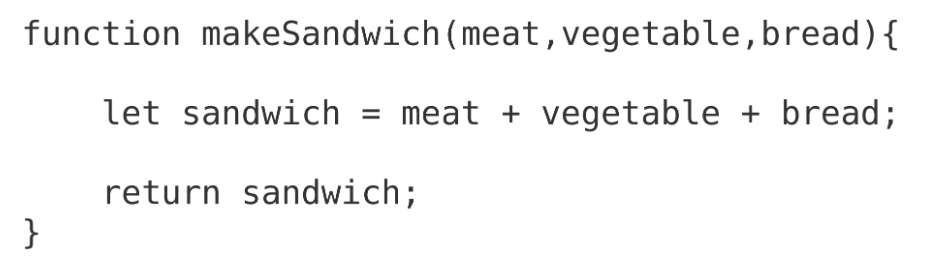 function makeSandwich(meat,vegetable,bread){
    let sandwich = meat + vegetable + bread;
    return sandwich;
}